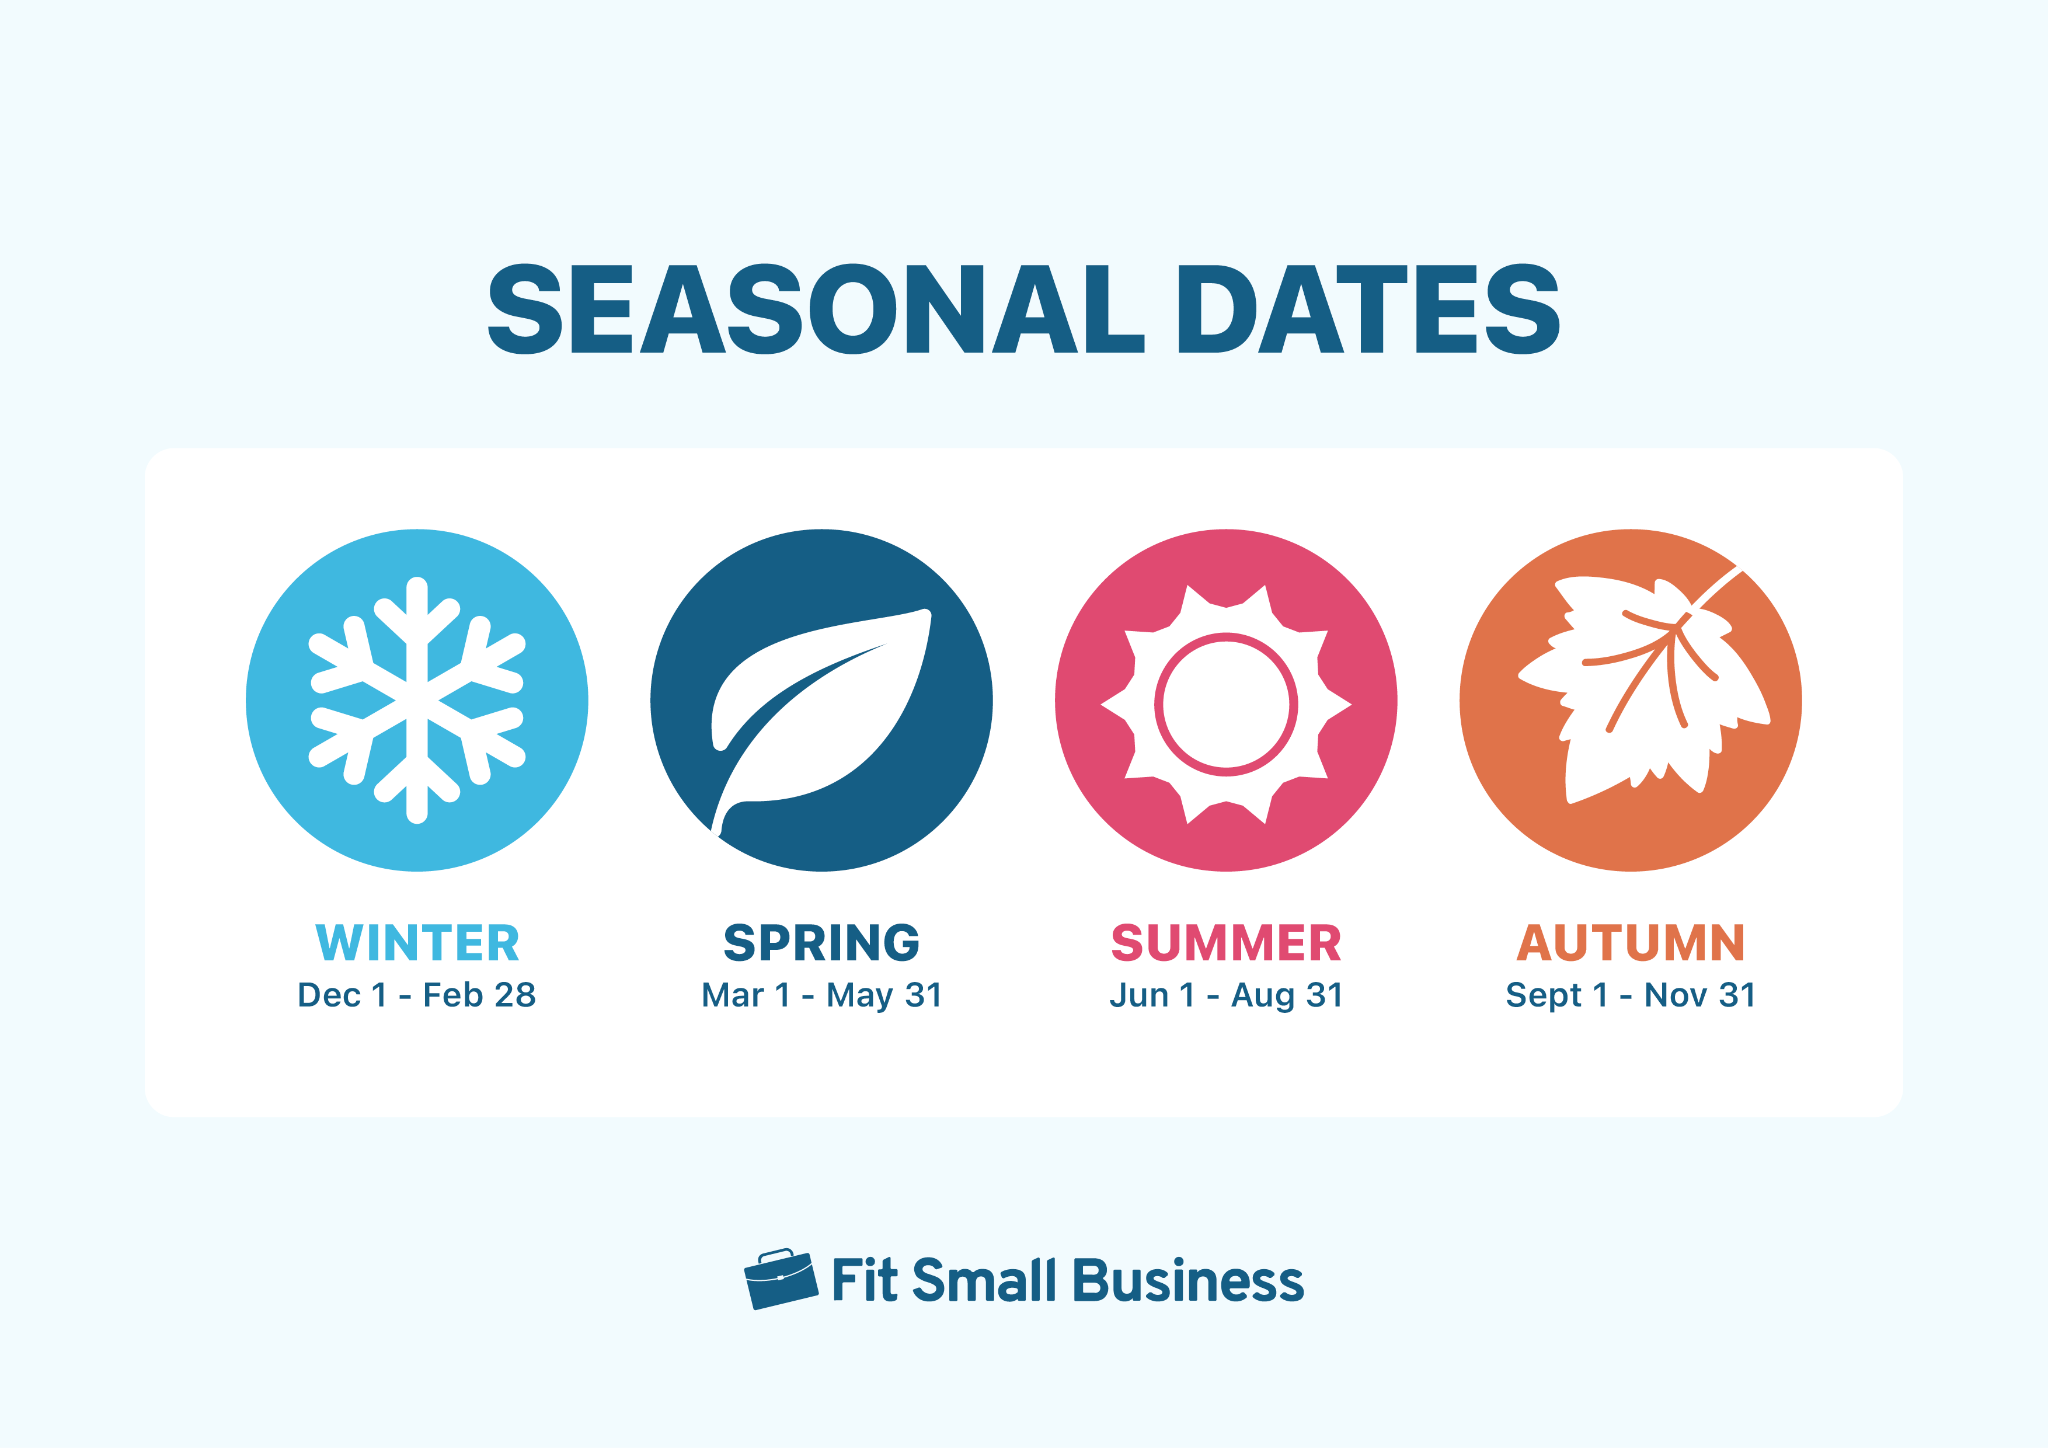 SEASONAL DATES
WINTER
Dec 1 - Feb 28
SPRING
Mar 1 - May 31
SUMMER
Jun 1 - Aug 31
AUTUMN
Sept 1 - Nov 31
Fit Small Business